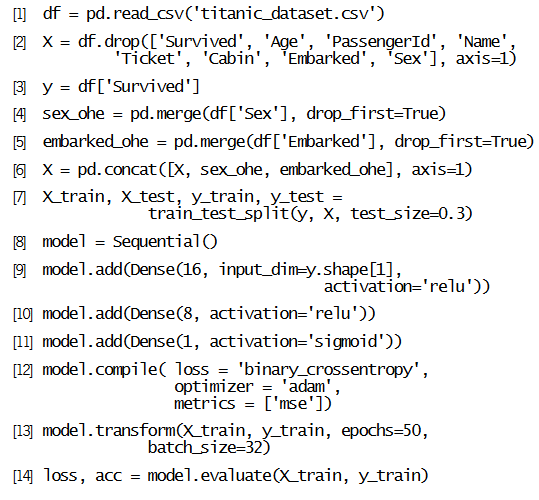 [1] df = pd.read_csv('titanic_dataset.csv')
[2] X = df.drop(['Survived', 'Age', 'PassengerId', 'Name',
'Ticket', 'Cabin', 'Embarked', 'Sex'], axis=1)
[3] y = df['Survived']
[4] sex_ohe = pd.merge(df['Sex'], drop_first=True)
[5] embarked_ohe = pd.merge(df['Embarked'], drop_first=True)
[6] X = pd.concat([X, sex_ohe, embarked_ohe], axis=1)
[7] X_train, X_test, y_train, y_test =
train_test_split(y, X, test_size=0.3)
[8] model = Sequential()
[9] model.add(Dense(16, input_dim=y.shape[1],
activation='relu'))
[10] model.add(Dense(8, activation='relu'))
[11] model.add(Dense(1, activation='sigmoid'))
[12] model.compile( loss = 'binary_crossentropy',
optimizer = 'adam',
metrics = ['mse'])
[13] model.transform(X_train, y_train, epochs=50,
batch_size=32)
[14] loss, acc = model.evaluate(X_train, y_train)